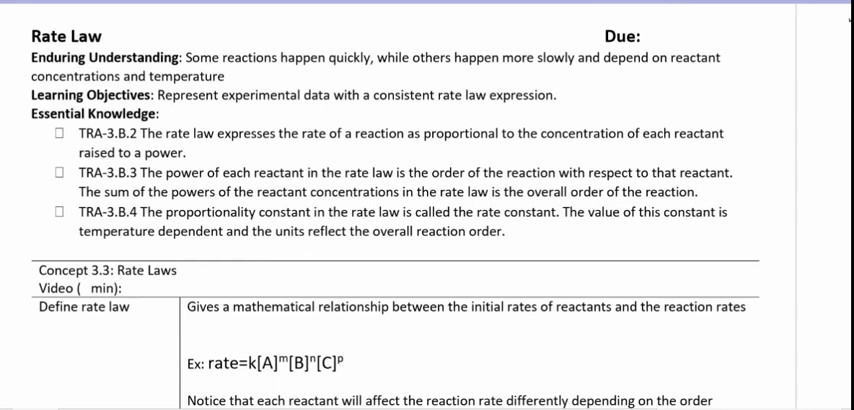 Rate Law Due:
Enduring Understanding: Some reactions happen quickly, while others happen more slowly and depend on reactant
concentrations and temperature
Learning Objectives: Represent experimental data with a consistent rate law expression.
Essential Knowledge:
☐ TRA-3.B.2 The rate law expresses the rate of a reaction as proportional to the concentration of each reactant
raised to a power.
☐ TRA-3.B.3 The power of each reactant in the rate law is the order of the reaction with respect to that reactant.
The sum of the powers of the reactant concentrations in the rate law is the overall order of the reaction.
☐ TRA-3.B.4 The proportionality constant in the rate law is called the rate constant. The value of this constant is
temperature dependent and the units reflect the overall reaction order.
Concept 3.3: Rate Laws
Video ( min):
Define rate law
Gives a mathematical relationship between the initial rates of reactants and the reaction rates
Ex: rate=k[A]ᵐ[B]ⁿ[C]ᵖ
Notice that each reactant will affect the reaction rate differently depending on the order